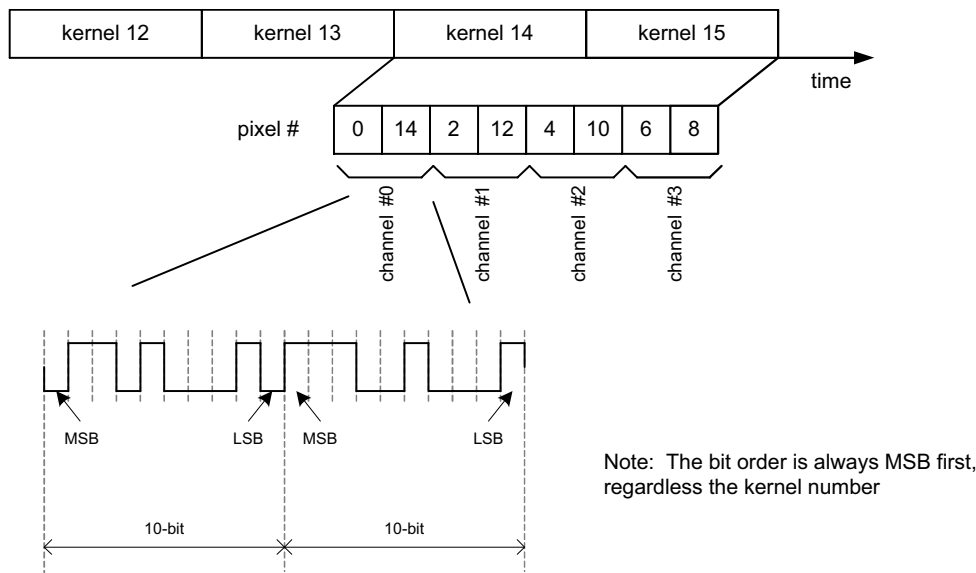 kernel 12 kernel 13 kernel 14 kernel 15
time
pixel # 0 14 2 12 4 10 6 8
channel #0 channel #1 channel #2 channel #3
MSB LSB MSB LSB
Note: The bit order is always MSB first,
regardless the kernel number
10-bit 10-bit